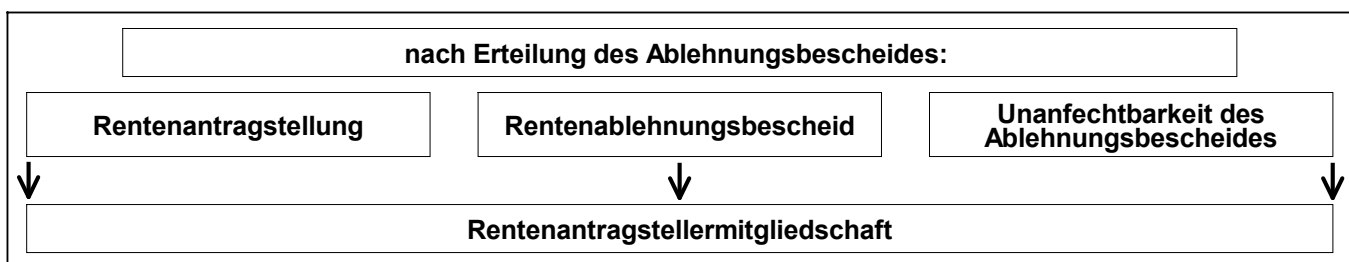 nach Erteilung des Ablehnungsbescheides:
Rentenantragstellung
Rentenablehnungsbescheid
Unanfechtbarkeit des
Ablehnungsbescheides
Rentenantragstellermitgliedschaft